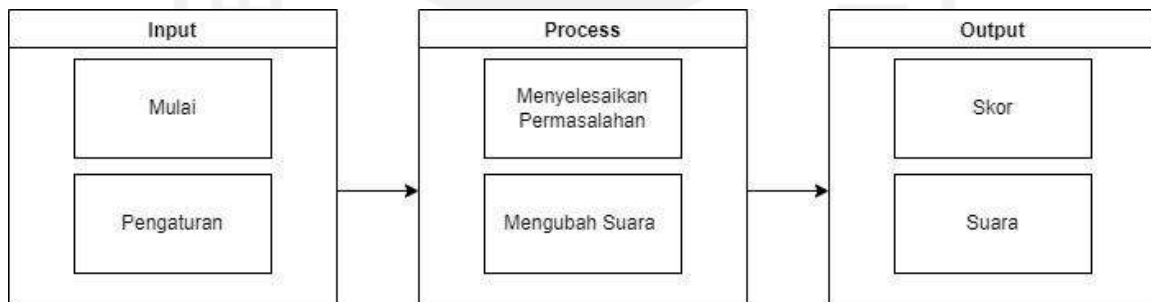 Input
Mulai
Pengaturan
Process
Menyelesaikan
Permasalahan
Mengubah Suara
Output
Skor
Suara